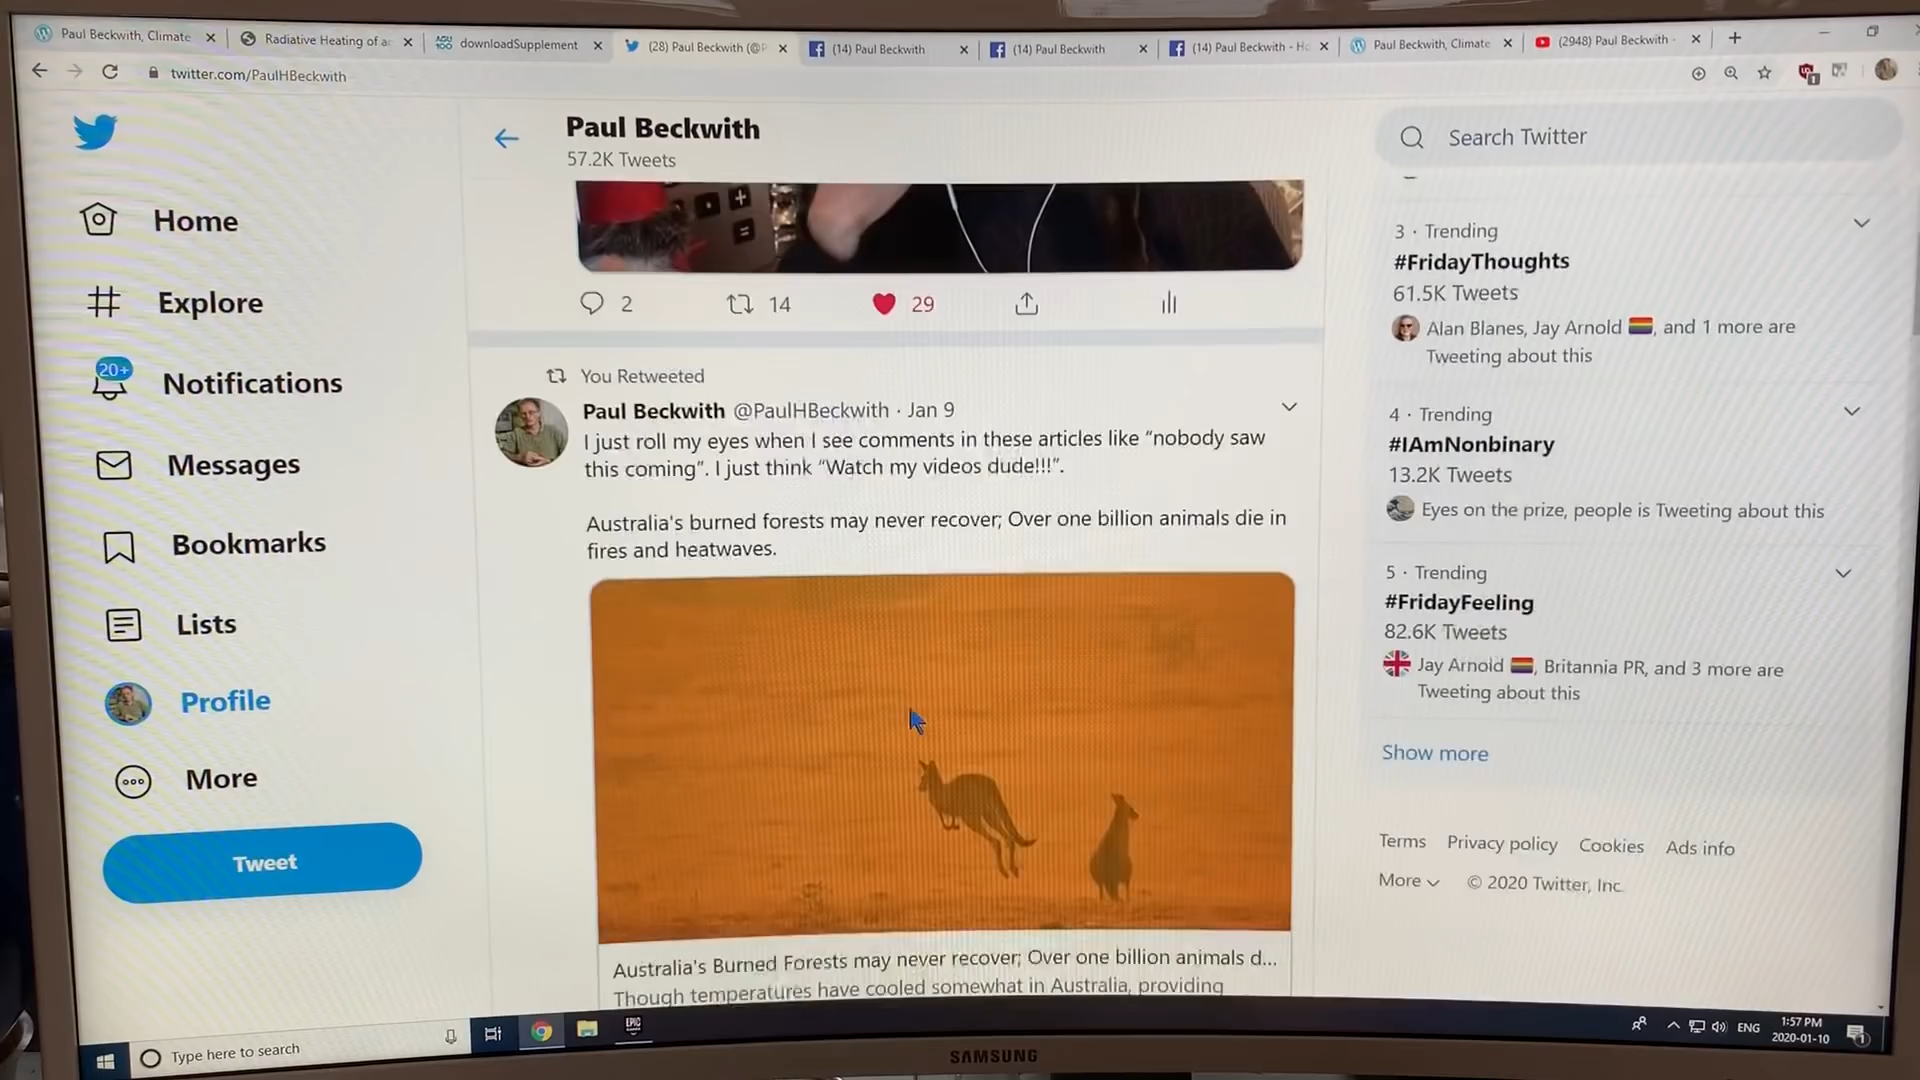 Paul Beckwith, Climate
Radiative Heating of a
AGU
100
downloadSupplement
(28) Paul Beckwith (@P
(14) Paul Beckwith
(14) Paul Beckwith
(14) Paul Beckwith - Ho
Paul Beckwith, Climate
(2948) Paul Beckwith -
twitter.com/PaulHBeckwith
1
Paul Beckwith
57.2K Tweets
Search Twitter
Home
Explore
20+
Notifications
Messages
Bookmarks
Lists
Profile
More
Tweet
2
14
29
You Retweeted
Paul Beckwith @PaulHBeckwith · Jan 9
I just roll my eyes when I see comments in these articles like “nobody saw
this coming”. I just think “Watch my videos dude!!!”.
Australia's burned forests may never recover; Over one billion animals die in
fires and heatwaves.
Australia's Burned Forests may never recover; Over one billion animals d...
Though temperatures have cooled somewhat in Australia, providing
3 · Trending
#FridayThoughts
61.5K Tweets
Alan Blanes, Jay Arnold 🏳️‍🌈, and 1 more are
Tweeting about this
4 · Trending
#IAmNonbinary
13.2K Tweets
Eyes on the prize, people is Tweeting about this
5 · Trending
#FridayFeeling
82.6K Tweets
Jay Arnold 🏳️‍🌈, Britannia PR, and 3 more are
Tweeting about this
Show more
Terms Privacy policy Cookies Ads info
More © 2020 Twitter, Inc.
Type here to search
EPIC
ENG
1:57 PM
2020-01-10
1
SAMSUNG